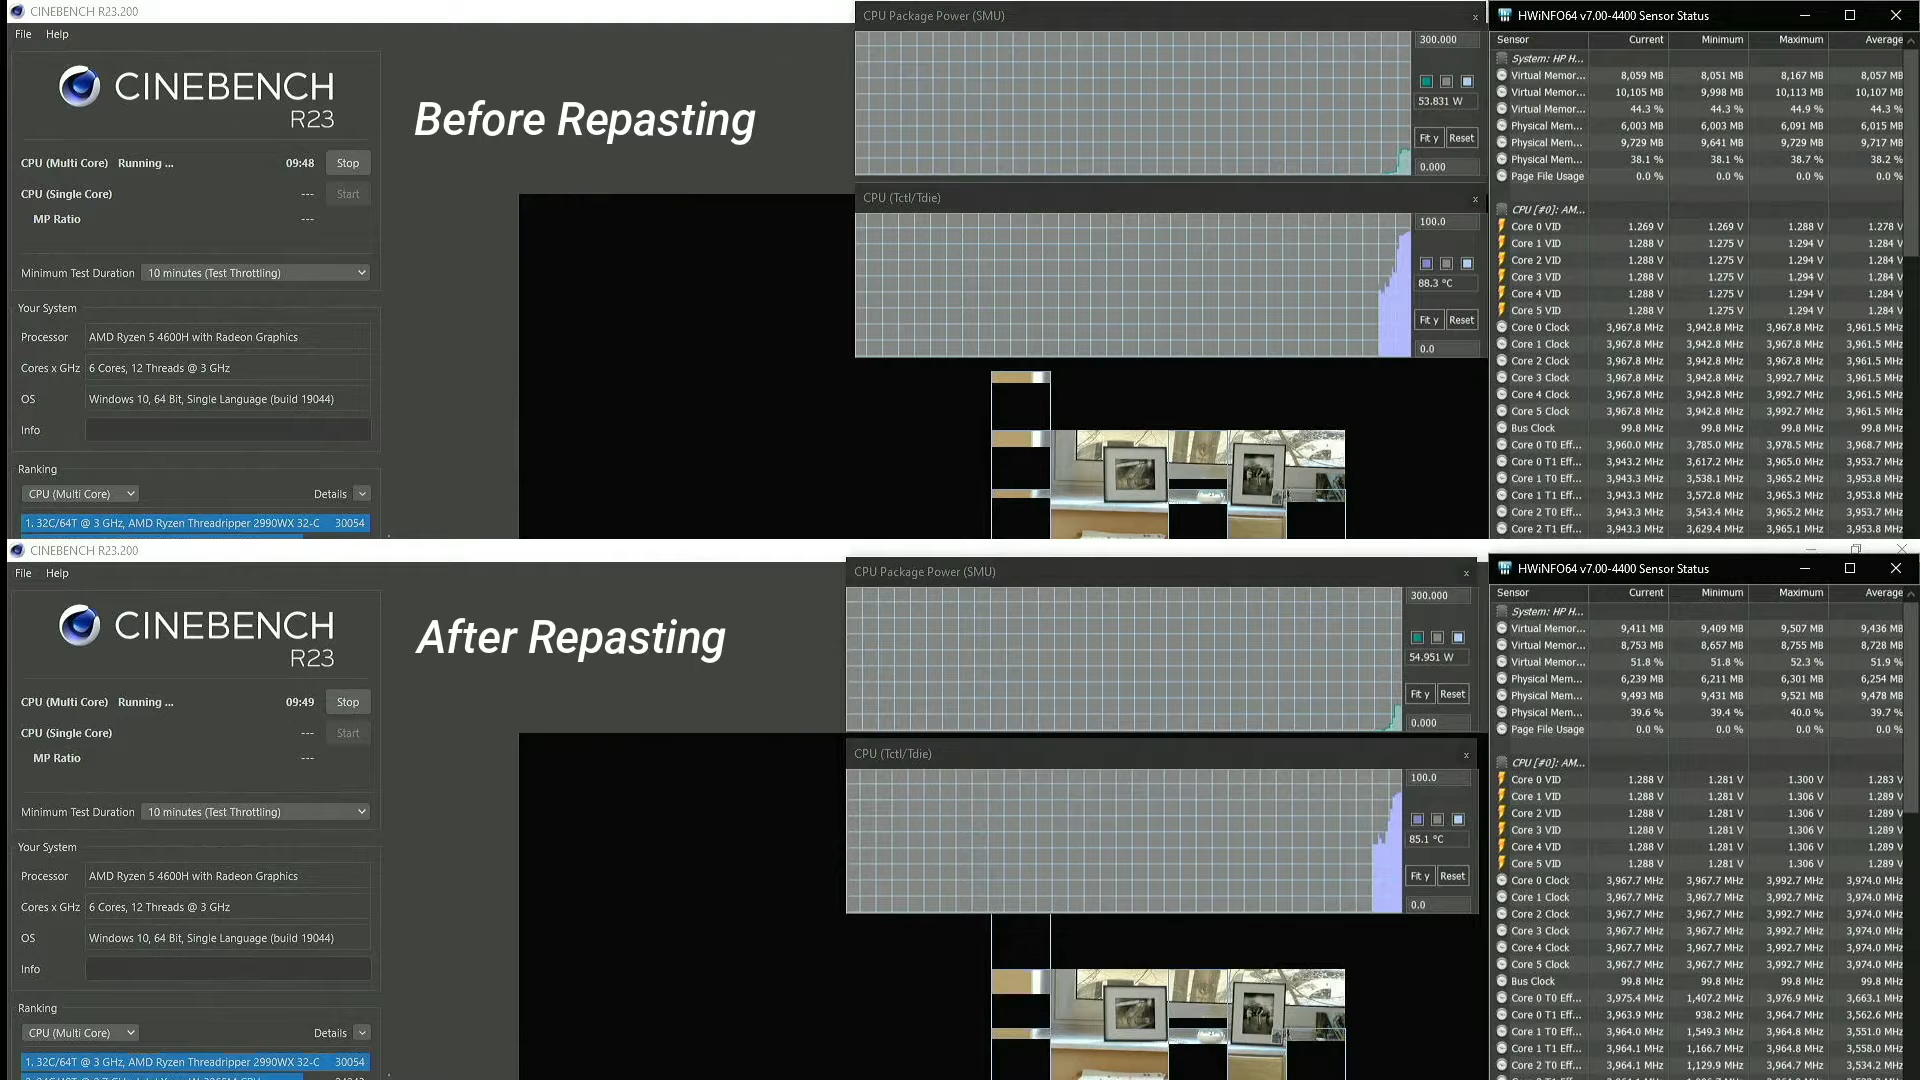 CINEBENCH R23.200
File Help
CINEBENCH
R23
CPU (Multi Core) Running ... 09:48 Stop
CPU (Single Core) --- Start
MP Ratio ---
Minimum Test Duration 10 minutes (Test Throttling)
Your System
Processor AMD Ryzen 5 4600H with Radeon Graphics
Cores x GHz 6 Cores, 12 Threads @ 3 GHz
OS Windows 10, 64 Bit, Single Language (build 19044)
Info
Ranking
CPU (Multi Core) Details
1. 32C/64T @ 3 GHz, AMD Ryzen Threadripper 2990WX 32-C 30054
Before Repasting
CPU Package Power (SMU) x
300.000
53.831 W
Fit y Reset
0.000
CPU (Tctl/Tdie) x
100.0
88.3 °C
Fit y Reset
0.0
HWiNFO64 v7.00-4400 Sensor Status
Sensor Current Minimum Maximum Average
System: HP H...
Virtual Memor... 8,059 MB 8,051 MB 8,167 MB 8,057 MB
Virtual Memor... 10,105 MB 9,998 MB 10,113 MB 10,107 MB
Virtual Memor... 44.3 % 44.3 % 44.9 % 44.3 %
Physical Mem... 6,003 MB 6,003 MB 6,091 MB 6,015 MB
Physical Mem... 9,729 MB 9,641 MB 9,729 MB 9,717 MB
Physical Mem... 38.1 % 38.1 % 38.7 % 38.2 %
Page File Usage 0.0 % 0.0 % 0.0 % 0.0 %
CPU [#0]: AM...
Core 0 VID 1.269 V 1.269 V 1.288 V 1.278 V
Core 1 VID 1.288 V 1.275 V 1.294 V 1.284 V
Core 2 VID 1.288 V 1.275 V 1.294 V 1.284 V
Core 3 VID 1.288 V 1.275 V 1.294 V 1.284 V
Core 4 VID 1.288 V 1.275 V 1.294 V 1.284 V
Core 5 VID 1.288 V 1.275 V 1.294 V 1.284 V
Core 0 Clock 3,967.8 MHz 3,942.8 MHz 3,967.8 MHz 3,961.5 MHz
Core 1 Clock 3,967.8 MHz 3,942.8 MHz 3,967.8 MHz 3,961.5 MHz
Core 2 Clock 3,967.8 MHz 3,942.8 MHz 3,967.8 MHz 3,961.5 MHz
Core 3 Clock 3,967.8 MHz 3,942.8 MHz 3,992.7 MHz 3,961.5 MHz
Core 4 Clock 3,967.8 MHz 3,942.8 MHz 3,992.7 MHz 3,961.5 MHz
Core 5 Clock 3,967.8 MHz 3,942.8 MHz 3,992.7 MHz 3,961.5 MHz
Bus Clock 99.8 MHz 99.8 MHz 99.8 MHz 99.8 MHz
Core 0 T0 Eff... 3,960.0 MHz 3,785.0 MHz 3,978.5 MHz 3,968.7 MHz
Core 0 T1 Eff... 3,943.2 MHz 3,617.2 MHz 3,965.0 MHz 3,953.7 MHz
Core 1 T0 Eff... 3,943.3 MHz 3,538.1 MHz 3,965.2 MHz 3,953.8 MHz
Core 1 T1 Eff... 3,943.3 MHz 3,572.8 MHz 3,965.3 MHz 3,953.8 MHz
Core 2 T0 Eff... 3,943.3 MHz 3,543.4 MHz 3,965.2 MHz 3,953.7 MHz
Core 2 T1 Eff... 3,943.3 MHz 3,629.4 MHz 3,965.1 MHz 3,953.8 MHz
CINEBENCH R23.200
File Help
CINEBENCH
R23
CPU (Multi Core) Running ... 09:49 Stop
CPU (Single Core) --- Start
MP Ratio ---
Minimum Test Duration 10 minutes (Test Throttling)
Your System
Processor AMD Ryzen 5 4600H with Radeon Graphics
Cores x GHz 6 Cores, 12 Threads @ 3 GHz
OS Windows 10, 64 Bit, Single Language (build 19044)
Info
Ranking
CPU (Multi Core) Details
1. 32C/64T @ 3 GHz, AMD Ryzen Threadripper 2990WX 32-C 30054
After Repasting
CPU Package Power (SMU) x
300.000
54.951 W
Fit y Reset
0.000
CPU (Tctl/Tdie) x
100.0
85.1 °C
Fit y Reset
0.0
HWiNFO64 v7.00-4400 Sensor Status
Sensor Current Minimum Maximum Average
System: HP H...
Virtual Memor... 9,411 MB 9,409 MB 9,507 MB 9,436 MB
Virtual Memor... 8,753 MB 8,657 MB 8,755 MB 8,728 MB
Virtual Memor... 51.8 % 51.8 % 52.3 % 51.9 %
Physical Mem... 6,239 MB 6,211 MB 6,301 MB 6,254 MB
Physical Mem... 9,493 MB 9,431 MB 9,521 MB 9,478 MB
Physical Mem... 39.6 % 39.4 % 40.0 % 39.7 %
Page File Usage 0.0 % 0.0 % 0.0 % 0.0 %
CPU [#0]: AM...
Core 0 VID 1.288 V 1.281 V 1.300 V 1.283 V
Core 1 VID 1.288 V 1.281 V 1.306 V 1.289 V
Core 2 VID 1.288 V 1.281 V 1.306 V 1.289 V
Core 3 VID 1.288 V 1.281 V 1.306 V 1.289 V
Core 4 VID 1.288 V 1.281 V 1.306 V 1.289 V
Core 5 VID 1.288 V 1.281 V 1.306 V 1.289 V
Core 0 Clock 3,967.7 MHz 3,967.7 MHz 3,992.7 MHz 3,974.0 MHz
Core 1 Clock 3,967.7 MHz 3,967.7 MHz 3,992.7 MHz 3,974.0 MHz
Core 2 Clock 3,967.7 MHz 3,967.7 MHz 3,992.7 MHz 3,974.0 MHz
Core 3 Clock 3,967.7 MHz 3,967.7 MHz 3,992.7 MHz 3,974.0 MHz
Core 4 Clock 3,967.7 MHz 3,967.7 MHz 3,992.7 MHz 3,974.0 MHz
Core 5 Clock 3,967.7 MHz 3,967.7 MHz 3,992.7 MHz 3,974.0 MHz
Bus Clock 99.8 MHz 99.8 MHz 99.8 MHz 99.8 MHz
Core 0 T0 Eff... 3,975.4 MHz 1,407.2 MHz 3,976.9 MHz 3,663.1 MHz
Core 0 T1 Eff... 3,963.9 MHz 938.2 MHz 3,964.7 MHz 3,562.6 MHz
Core 1 T0 Eff... 3,964.0 MHz 1,549.3 MHz 3,964.8 MHz 3,551.0 MHz
Core 1 T1 Eff... 3,964.1 MHz 1,166.7 MHz 3,964.8 MHz 3,558.0 MHz
Core 2 T0 Eff... 3,964.1 MHz 1,129.9 MHz 3,964.7 MHz 3,534.2 MHz